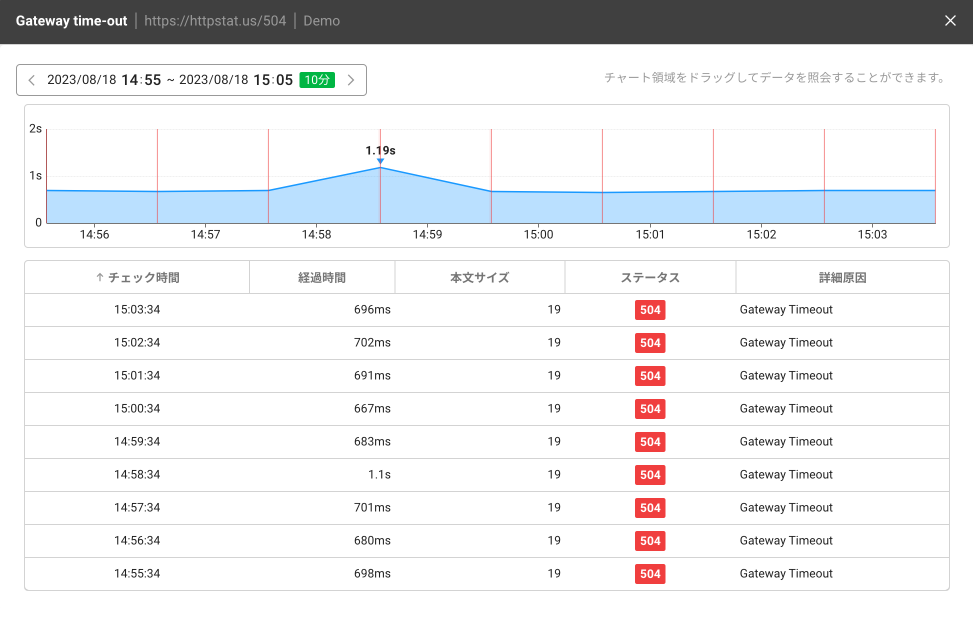 Gateway time-out | https://httpstat.us/504 | Demo
2023/08/18 14:55 ~ 2023/08/18 15:05 10分
チャート領域をドラッグしてデータを照会することができます。
2s
1.19s
1s
0
14:56 14:57 14:58 14:59 15:00 15:01 15:02 15:03
↑ チェック時間 経過時間 本文サイズ ステータス 詳細原因
15:03:34 696ms 19 504 Gateway Timeout
15:02:34 702ms 19 504 Gateway Timeout
15:01:34 691ms 19 504 Gateway Timeout
15:00:34 667ms 19 504 Gateway Timeout
14:59:34 683ms 19 504 Gateway Timeout
14:58:34 1.1s 19 504 Gateway Timeout
14:57:34 701ms 19 504 Gateway Timeout
14:56:34 680ms 19 504 Gateway Timeout
14:55:34 698ms 19 504 Gateway Timeout